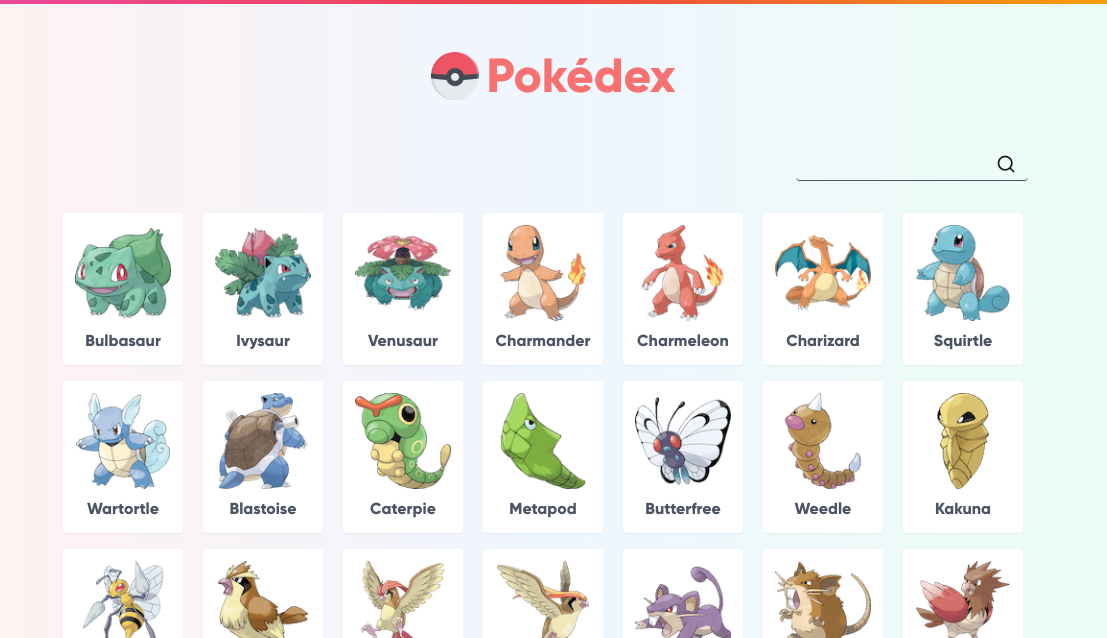 Pokédex
Bulbasaur
Ivysaur
Venusaur
Charmander
Charmeleon
Charizard
Squirtle
Wartortle
Blastoise
Caterpie
Metapod
Butterfree
Weedle
Kakuna